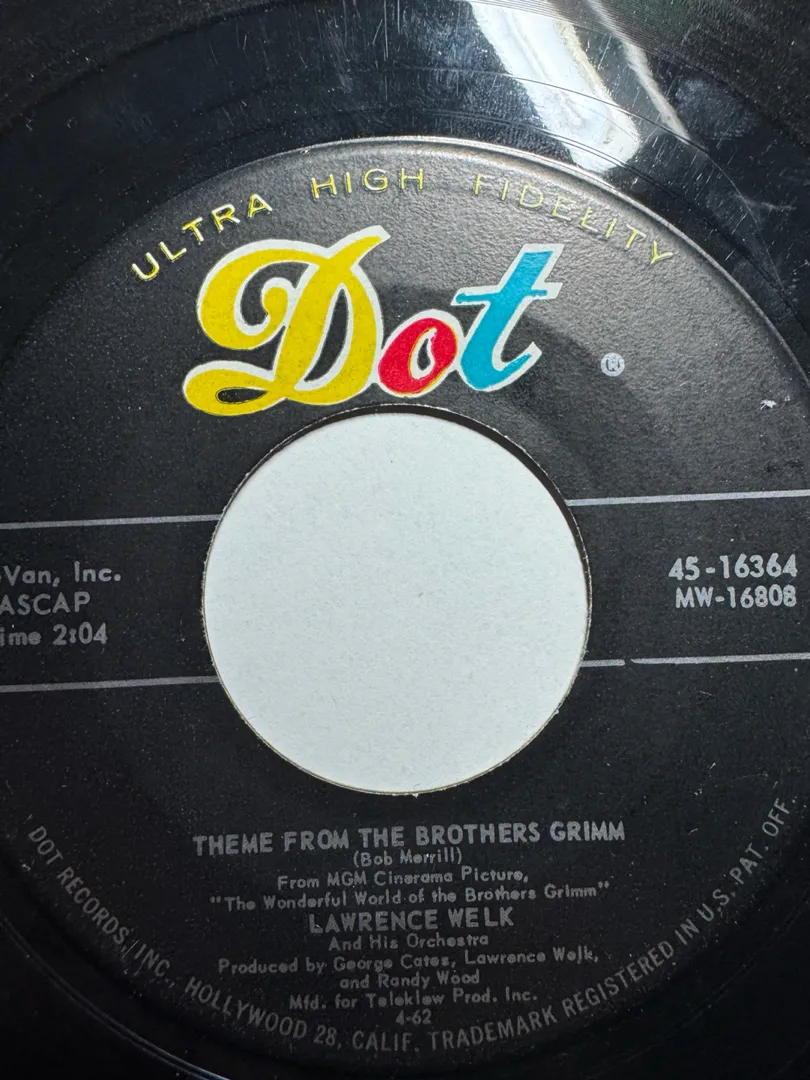 ULTRA HIGH FIDELITY
Dot
®
Van, Inc.
ASCAP
ime 2:04
45-16364
MW-16808
THEME FROM THE BROTHERS GRIMM
(Bob Merrill)
From MGM Cinerama Picture,
"The Wonderful World of the Brothers Grimm"
LAWRENCE WELK
And His Orchestra
Produced by George Cates, Lawrence Welk,
and Randy Wood
Mfd. for Teleklew Prod. Inc.
4-62
DOT RECORDS, INC., HOLLYWOOD 28, CALIF. TRADEMARK REGISTERED IN U.S. PAT. OFF.